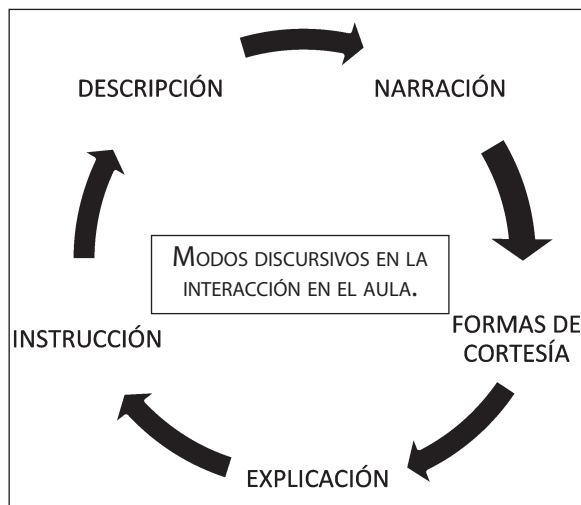 DESCRIPCIÓN
NARRACIÓN
MODOS DISCURSIVOS EN LA
INTERACCIÓN EN EL AULA.
FORMAS DE
CORTESÍA
INSTRUCCIÓN
EXPLICACIÓN